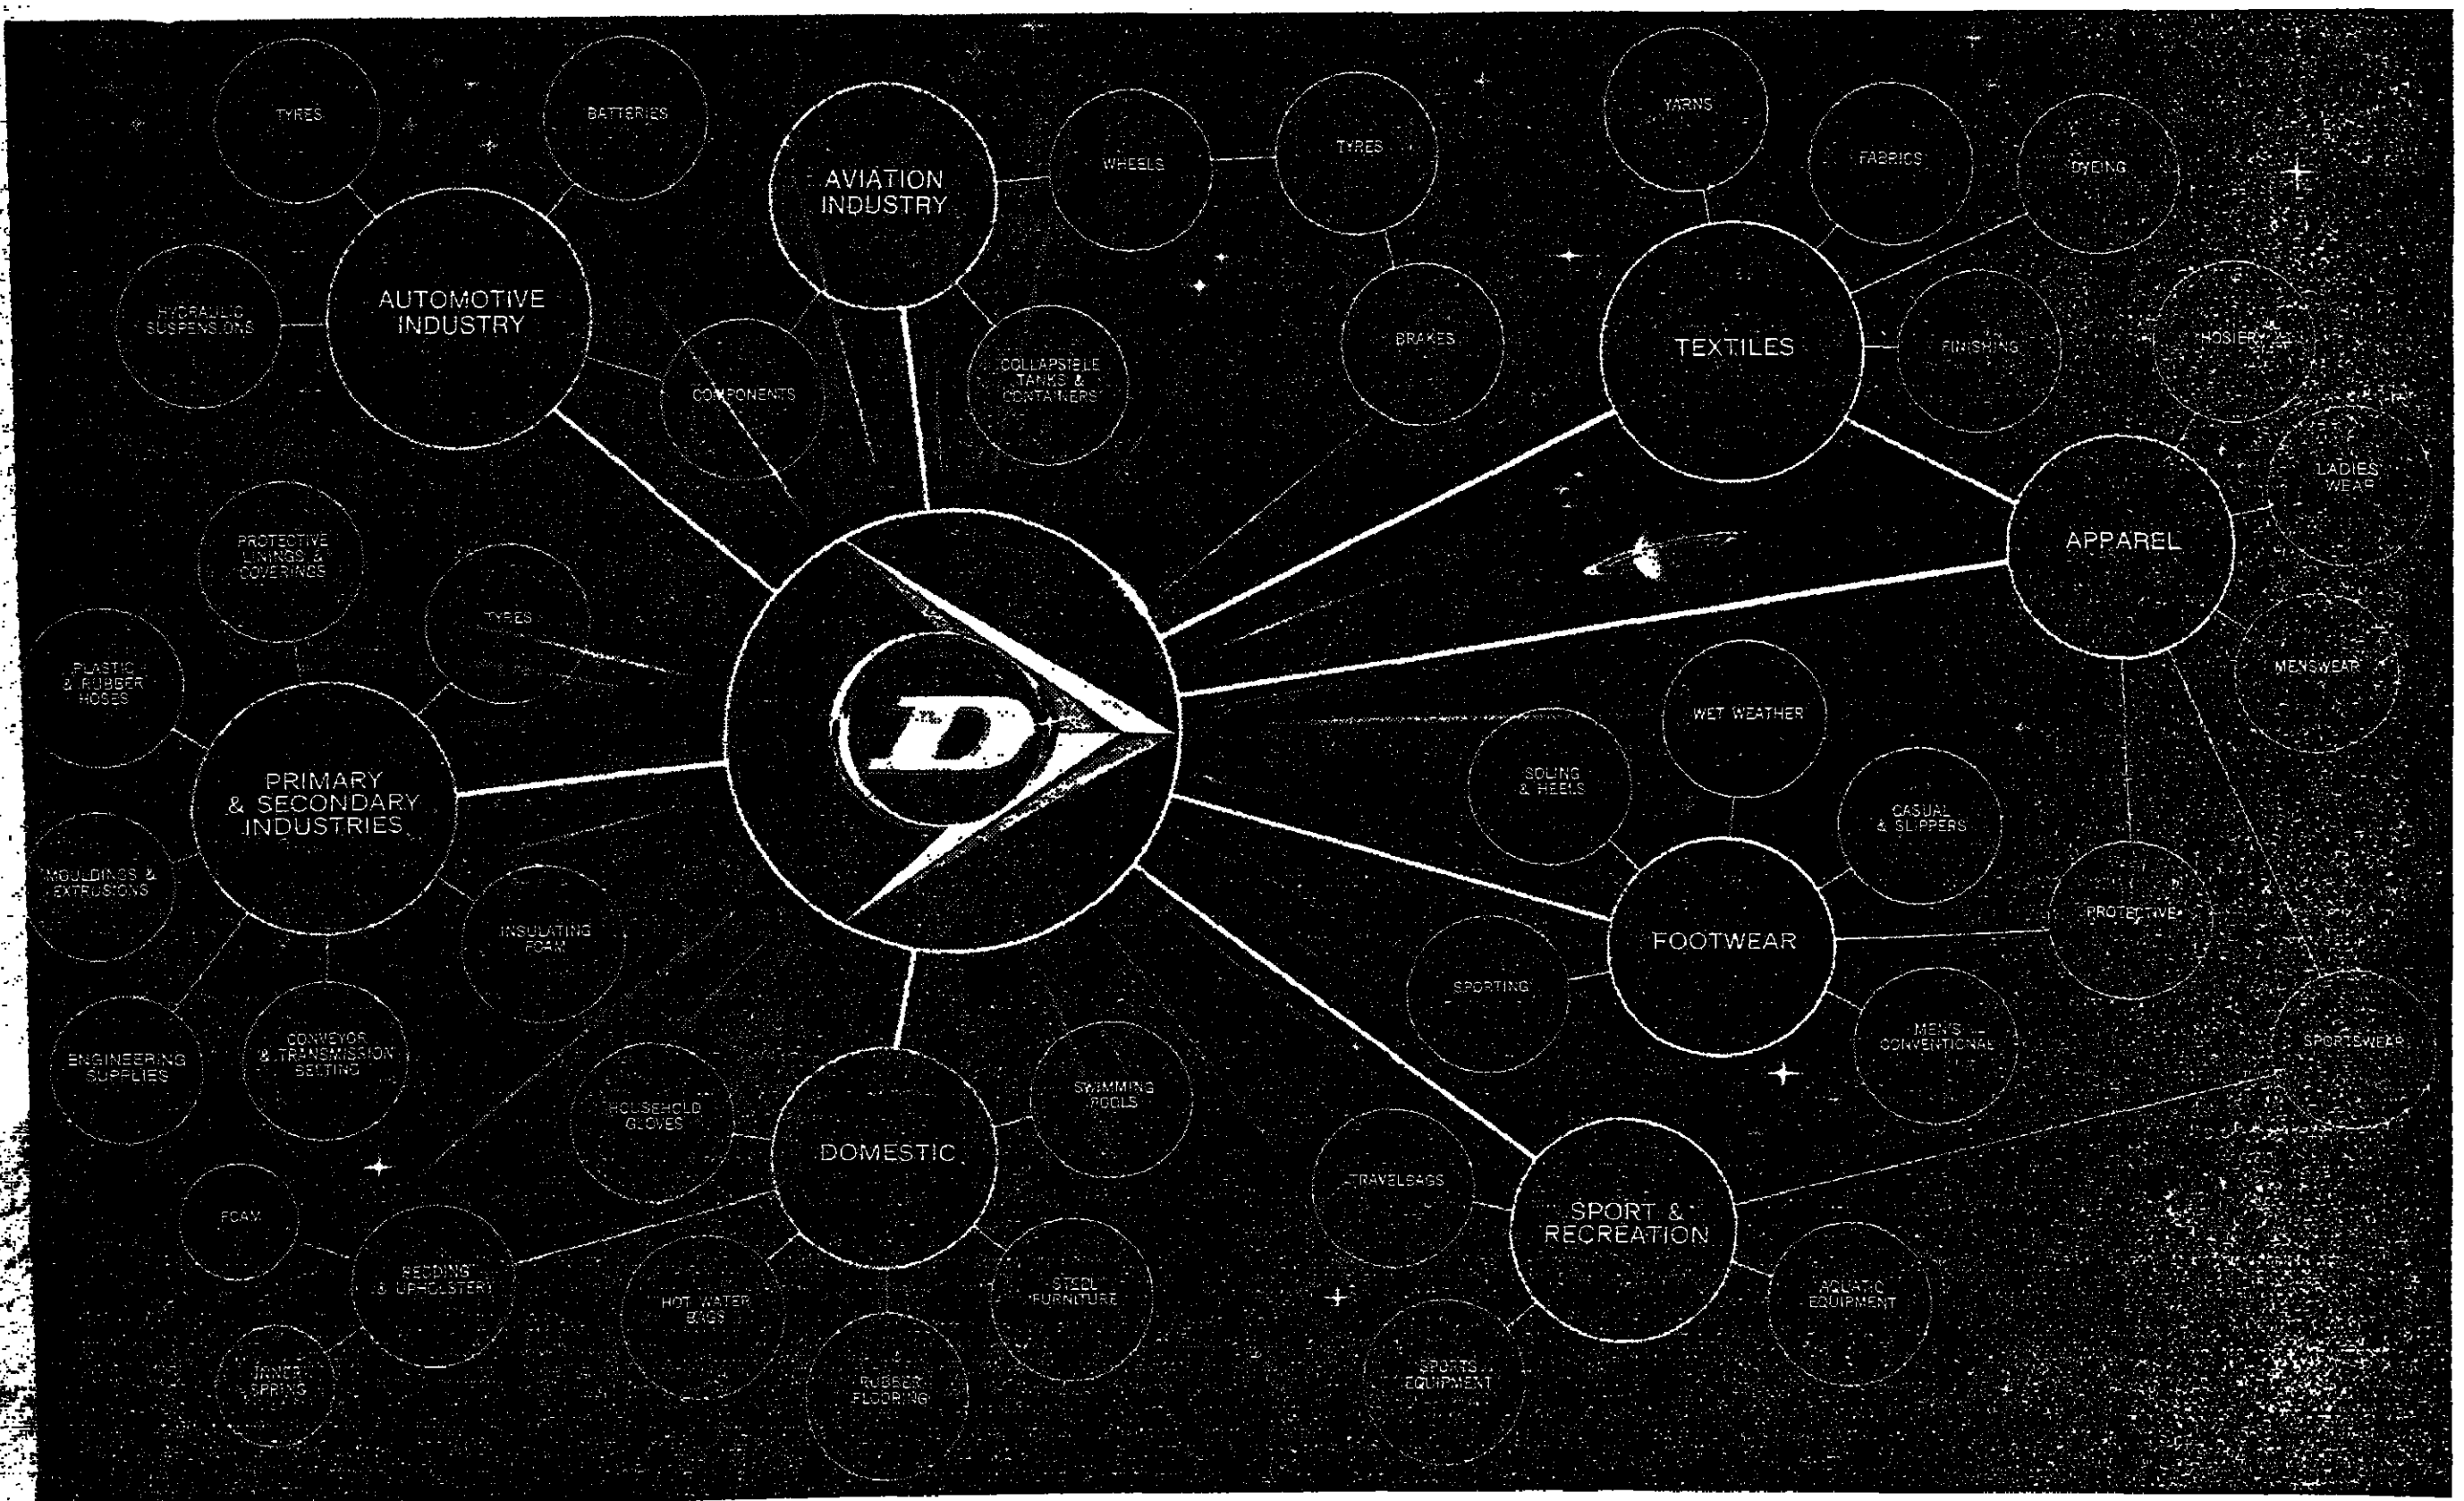 TYRES
BATTERIES
HYDRAULIC
SUSPENSIONS
AUTOMOTIVE
INDUSTRY
AVIATION
INDUSTRY
WHEELS
TYRES
BRAKES
COMPONENTS
COLLAPSIBLE
TANKS &
CONTAINERS
YARNS
FABRICS
DYEING
FINISHING
TEXTILES
HOSIERY
LADIES
WEAR
APPAREL
MENSWEAR
PROTECTIVE
LININGS &
COVERINGS
TYRES
PLASTIC
& RUBBER
HOSES
PRIMARY
& SECONDARY
INDUSTRIES
MOULDINGS &
EXTRUSIONS
INSULATING
FOAM
ENGINEERING
SUPPLIES
CONVEYOR
& TRANSMISSION
BELTING
D
WET WEATHER
SOLING
& HEELS
CASUAL
& SLIPPERS
FOOTWEAR
PROTECTIVE
SPORTING
MEN'S
CONVENTIONAL
SPORTSWEAR
HOUSEHOLD
GLOVES
SWIMMING
POOLS
DOMESTIC
FOAM
BEDDING
& UPHOLSTERY
INNER
SPRING
HOT WATER
BAGS
STEEL
FURNITURE
RUBBER
FLOORING
TRAVELBAGS
SPORT &
RECREATION
AQUATIC
EQUIPMENT
SPORTS
EQUIPMENT